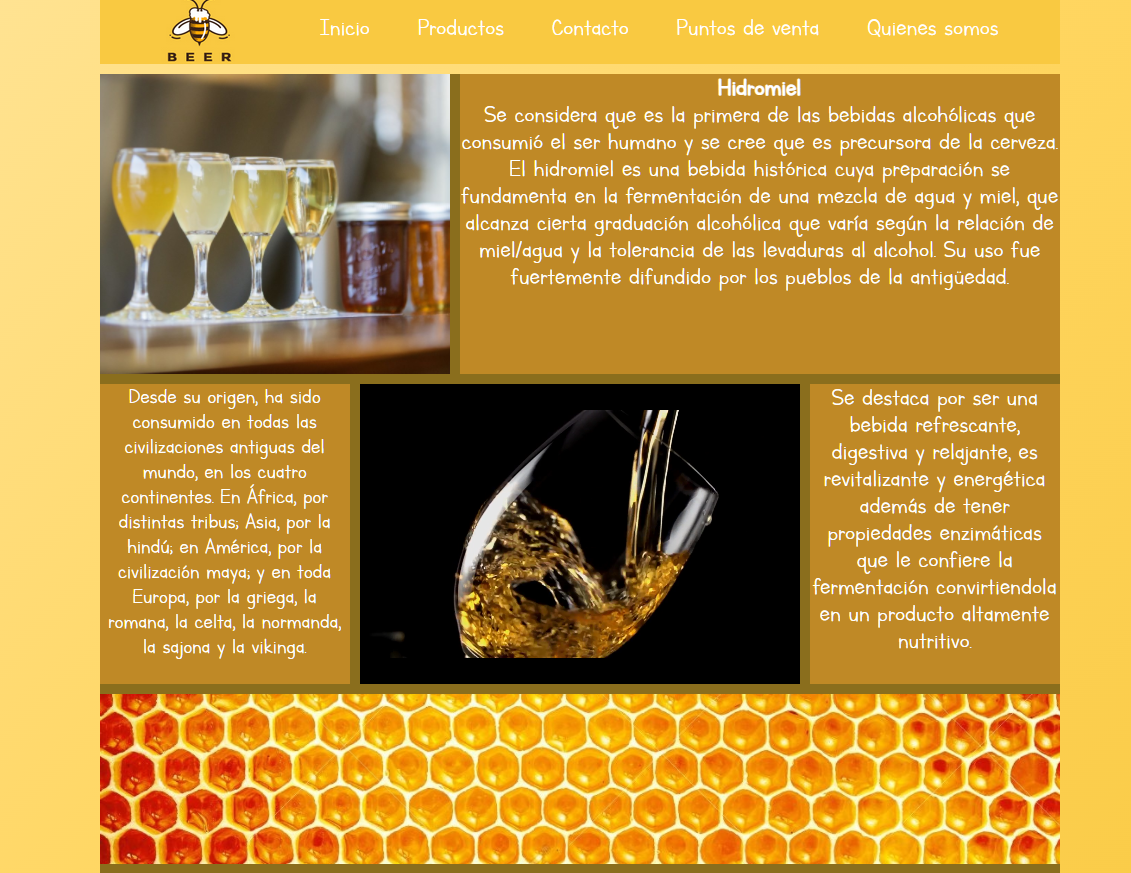 BEER
Inicio Productos Contacto Puntos de venta Quienes somos
Hidromiel
Se considera que es la primera de las bebidas alcohólicas que
consumió el ser humano y se cree que es precursora de la cerveza.
El hidromiel es una bebida histórica cuya preparación se
fundamenta en la fermentación de una mezcla de agua y miel, que
alcanza cierta graduación alcohólica que varía según la relación de
miel/agua y la tolerancia de las levaduras al alcohol. Su uso fue
fuertemente difundido por los pueblos de la antigüedad.
Desde su origen, ha sido
consumido en todas las
civilizaciones antiguas del
mundo, en los cuatro
continentes. En África, por
distintas tribus; Asia, por la
hindú; en América, por la
civilización maya; y en toda
Europa, por la griega, la
romana, la celta, la normanda,
la sajona y la vikinga.
Se destaca por ser una
bebida refrescante,
digestiva y relajante, es
revitalizante y energética
además de tener
propiedades enzimáticas
que le confiere la
fermentación convirtiendola
en un producto altamente
nutritivo.